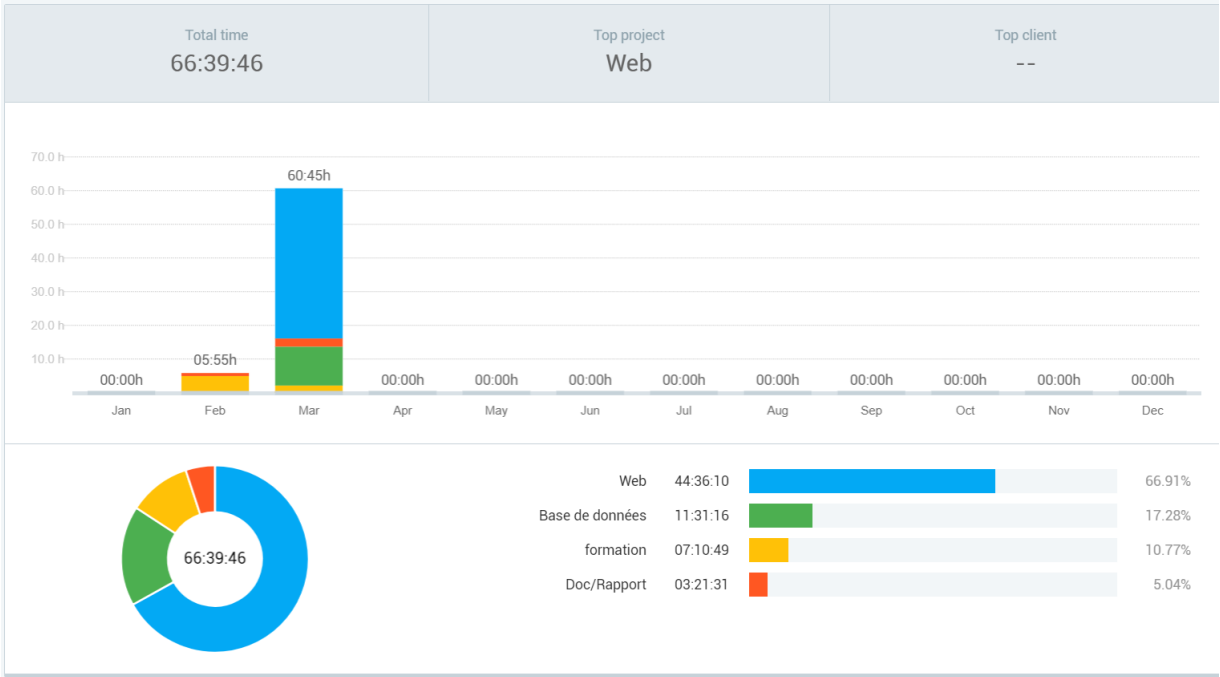 Total time Top project Top client
66:39:46 Web --
70.0 h
60:45h
60.0 h
50.0 h
40.0 h
30.0 h
20.0 h
10.0 h 05:55h
00:00h 00:00h 00:00h 00:00h 00:00h 00:00h 00:00h 00:00h 00:00h 00:00h
Jan Feb Mar Apr May Jun Jul Aug Sep Oct Nov Dec
Web 44:36:10 66.91%
Base de données 11:31:16 17.28%
66:39:46 formation 07:10:49 10.77%
Doc/Rapport 03:21:31 5.04%